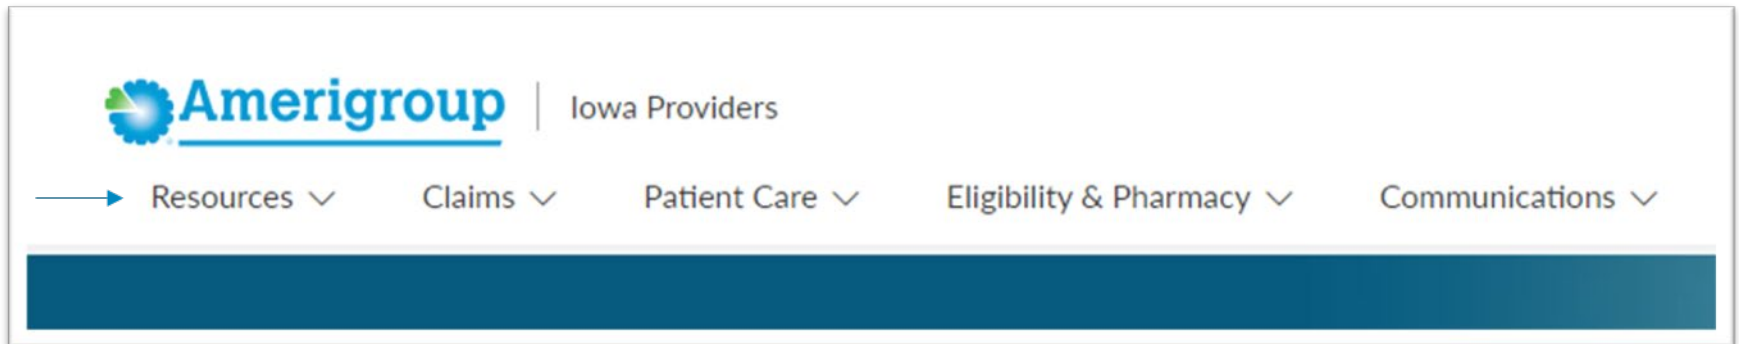 Amerigroup | Iowa Providers
Resources Claims Patient Care Eligibility & Pharmacy Communications